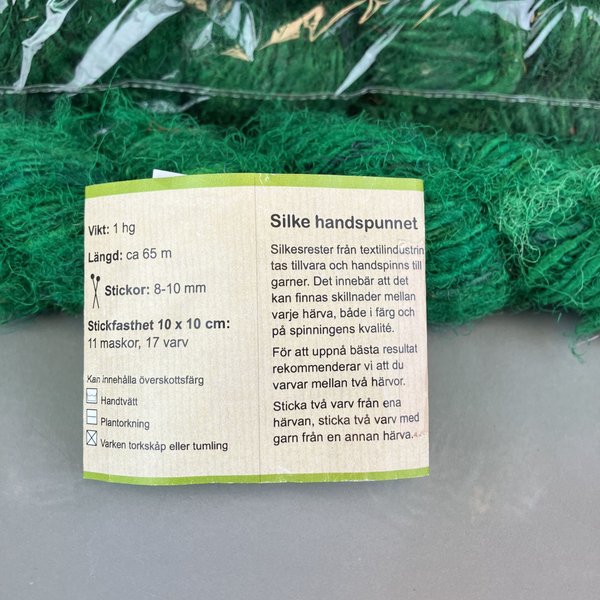 Vikt: 1 hg
Längd: ca 65 m
Stickor: 8-10 mm
Stickfasthet 10 x 10 cm:
11 maskor, 17 varv
Kan innehålla överskottsfärg
Handtvätt
Plantorkning
Varken torkskåp eller tumling
Silke handspunnet
Silkesrester från textilindustrin
tas tillvara och handspinns till
garner. Det innebär att det
kan finnas skillnader mellan
varje härva, både i färg och
på spinningens kvalité.
För att uppnå bästa resultat
rekommenderar vi att du
varvar mellan två härvor.
Sticka två varv från ena
härvan, sticka två varv med
garn från en annan härva.